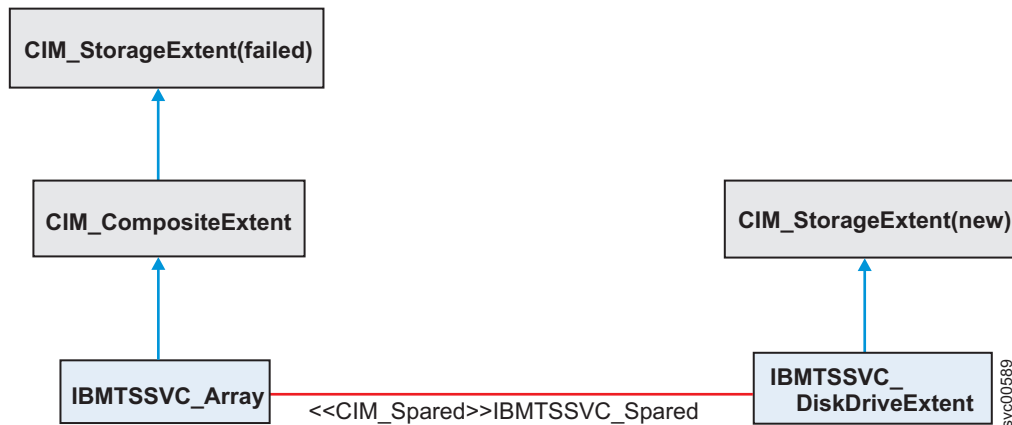 CIM_StorageExtent(failed)
CIM_CompositeExtent
CIM_StorageExtent(new)
IBMTSSVC_Array
<<CIM_Spared>>IBMTSSVC_Spared
IBMTSSVC_
DiskDriveExtent
svc00589